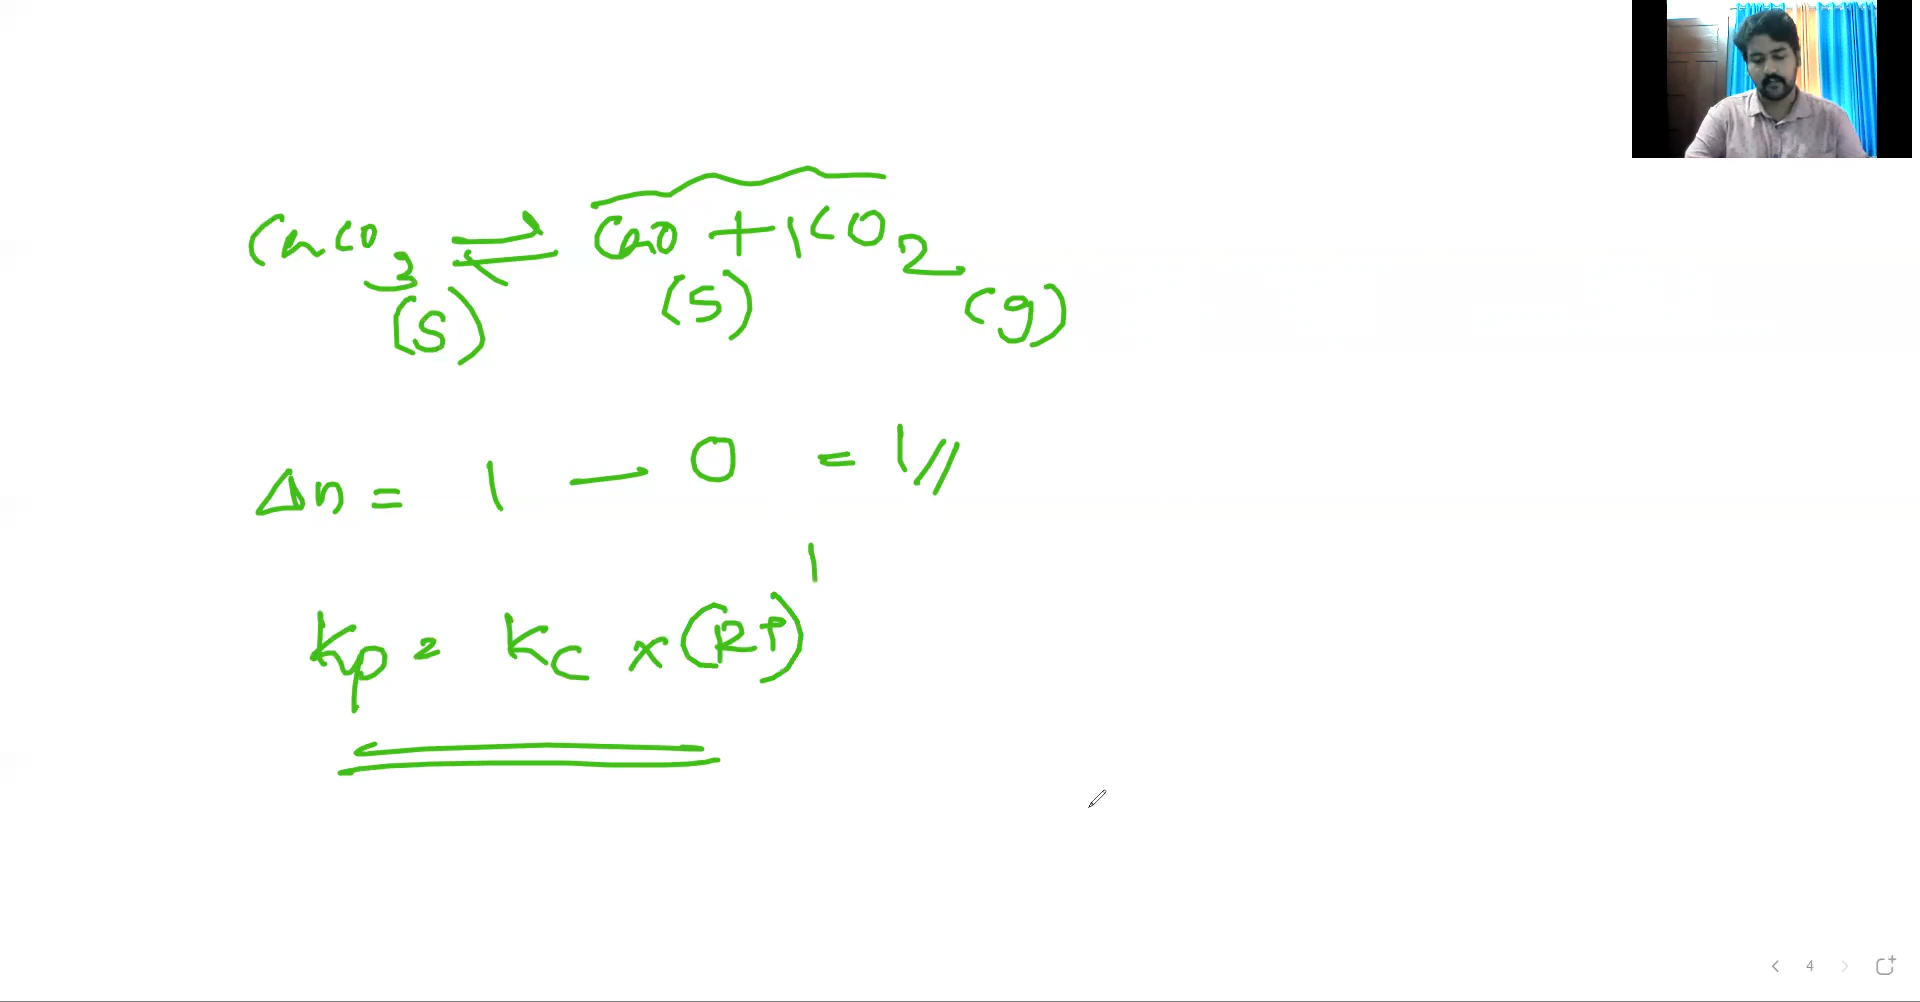 CaCO3 ⇌ CaO + 1CO2
(s) (s) (g)
Δn = 1 — 0 = 1//
Kp = Kc x (RT)¹
4